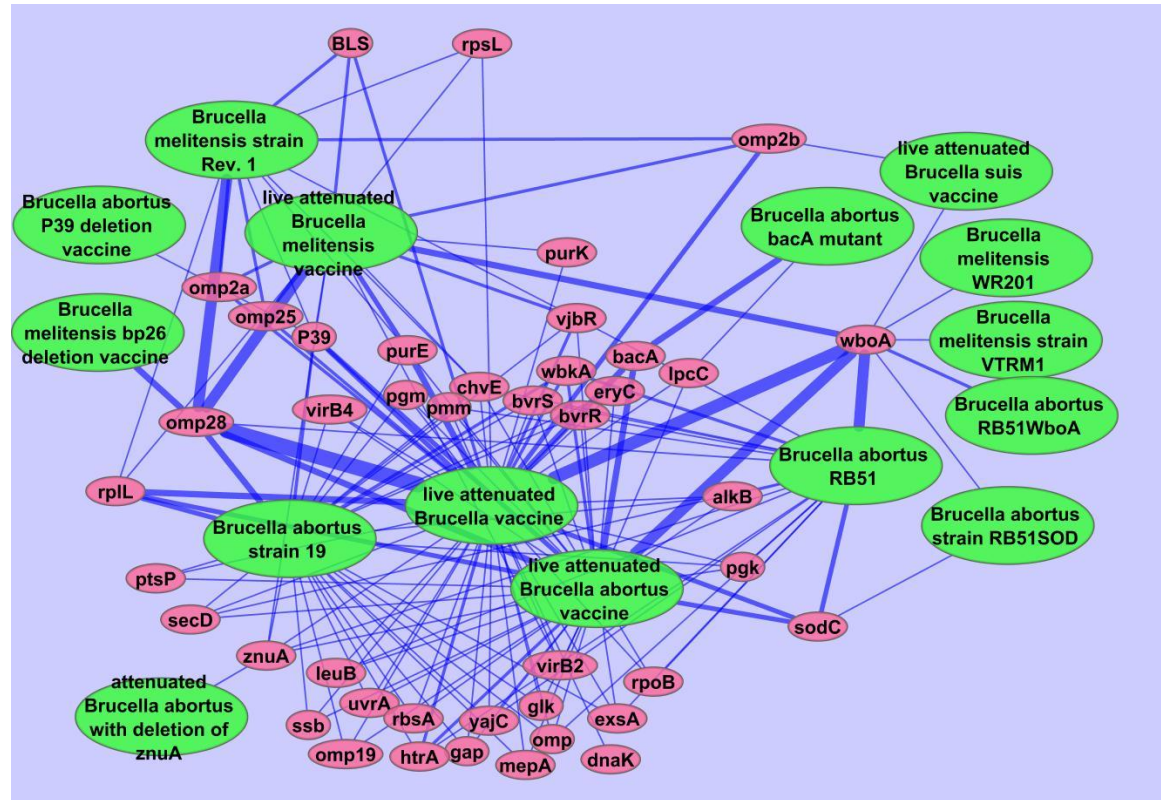 BLS
rpsL
Brucella
melitensis strain
Rev. 1
omp2b
live attenuated
Brucella suis
vaccine
Brucella abortus
P39 deletion
vaccine
live attenuated
Brucella
melitensis
vaccine
Brucella abortus
bacA mutant
Brucella
melitensis
WR201
purK
omp2a
omp25
P39
vjbR
wboA
Brucella
melitensis bp26
deletion vaccine
Brucella
melitensis strain
VTRM1
purE
wbkA
bacA
lpcC
pgm
chvE
eryC
virB4
pmm
bvrS
bvrR
omp28
Brucella abortus
RB51WboA
Brucella abortus
RB51
rplL
live attenuated
Brucella vaccine
alkB
Brucella abortus
strain 19
Brucella abortus
strain RB51SOD
ptsP
live attenuated
Brucella abortus
vaccine
pgk
secD
sodC
znuA
leuB
virB2
rpoB
attenuated
Brucella abortus
with deletion of
znuA
ssb
uvrA
rbsA
yajC
glk
exsA
omp19
htrA
gap
omp
mepA
dnaK